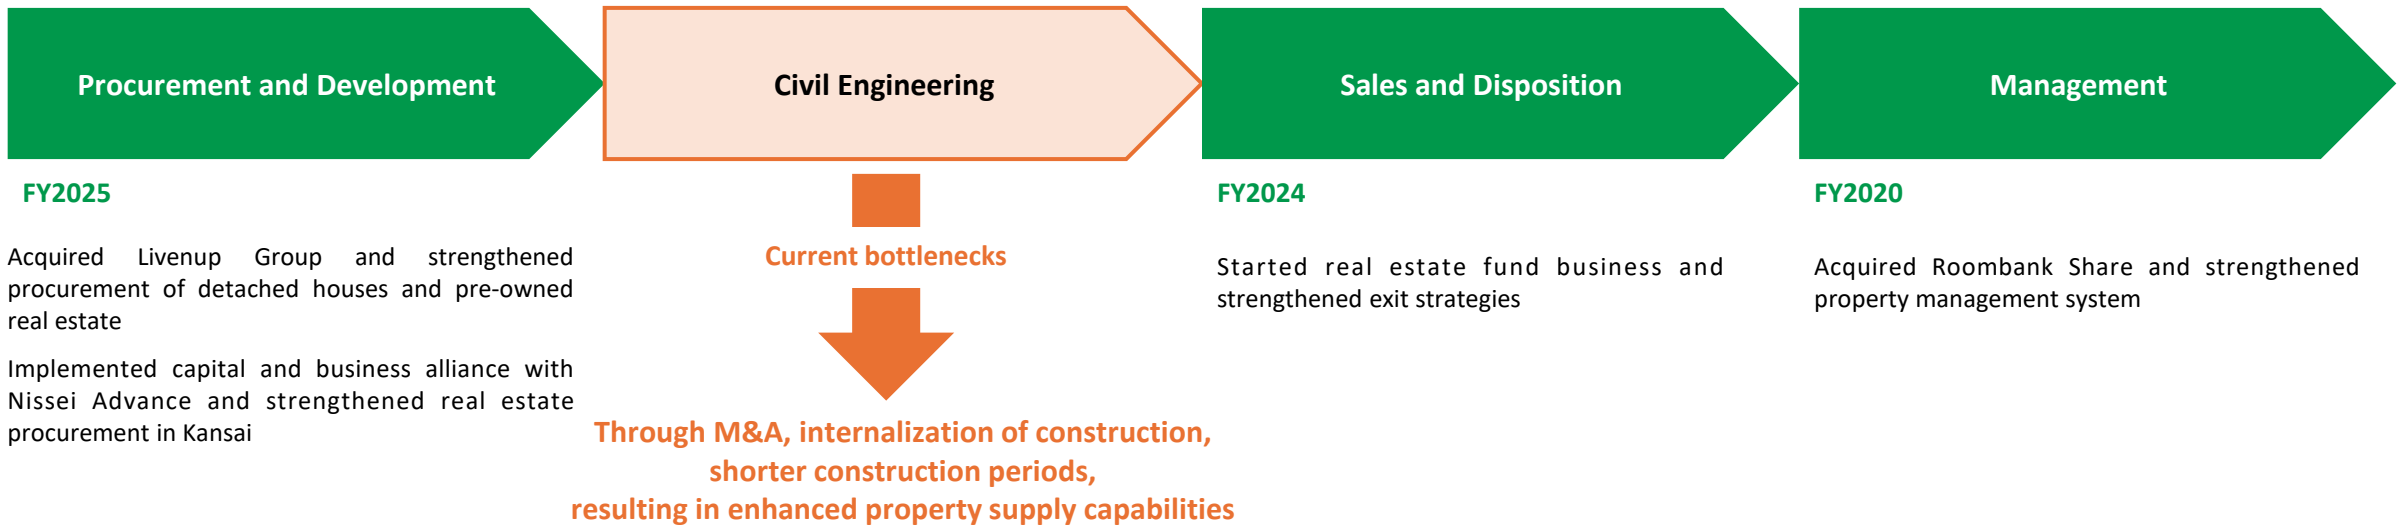 Procurement and Development
Civil Engineering
Sales and Disposition
Management
FY2025
Acquired Livenup Group and strengthened
procurement of detached houses and pre-owned
real estate
Implemented capital and business alliance with
Nissei Advance and strengthened real estate
procurement in Kansai
Current bottlenecks
Through M&A, internalization of construction,
shorter construction periods,
resulting in enhanced property supply capabilities
FY2024
Started real estate fund business and
strengthened exit strategies
FY2020
Acquired Roombank Share and strengthened
property management system